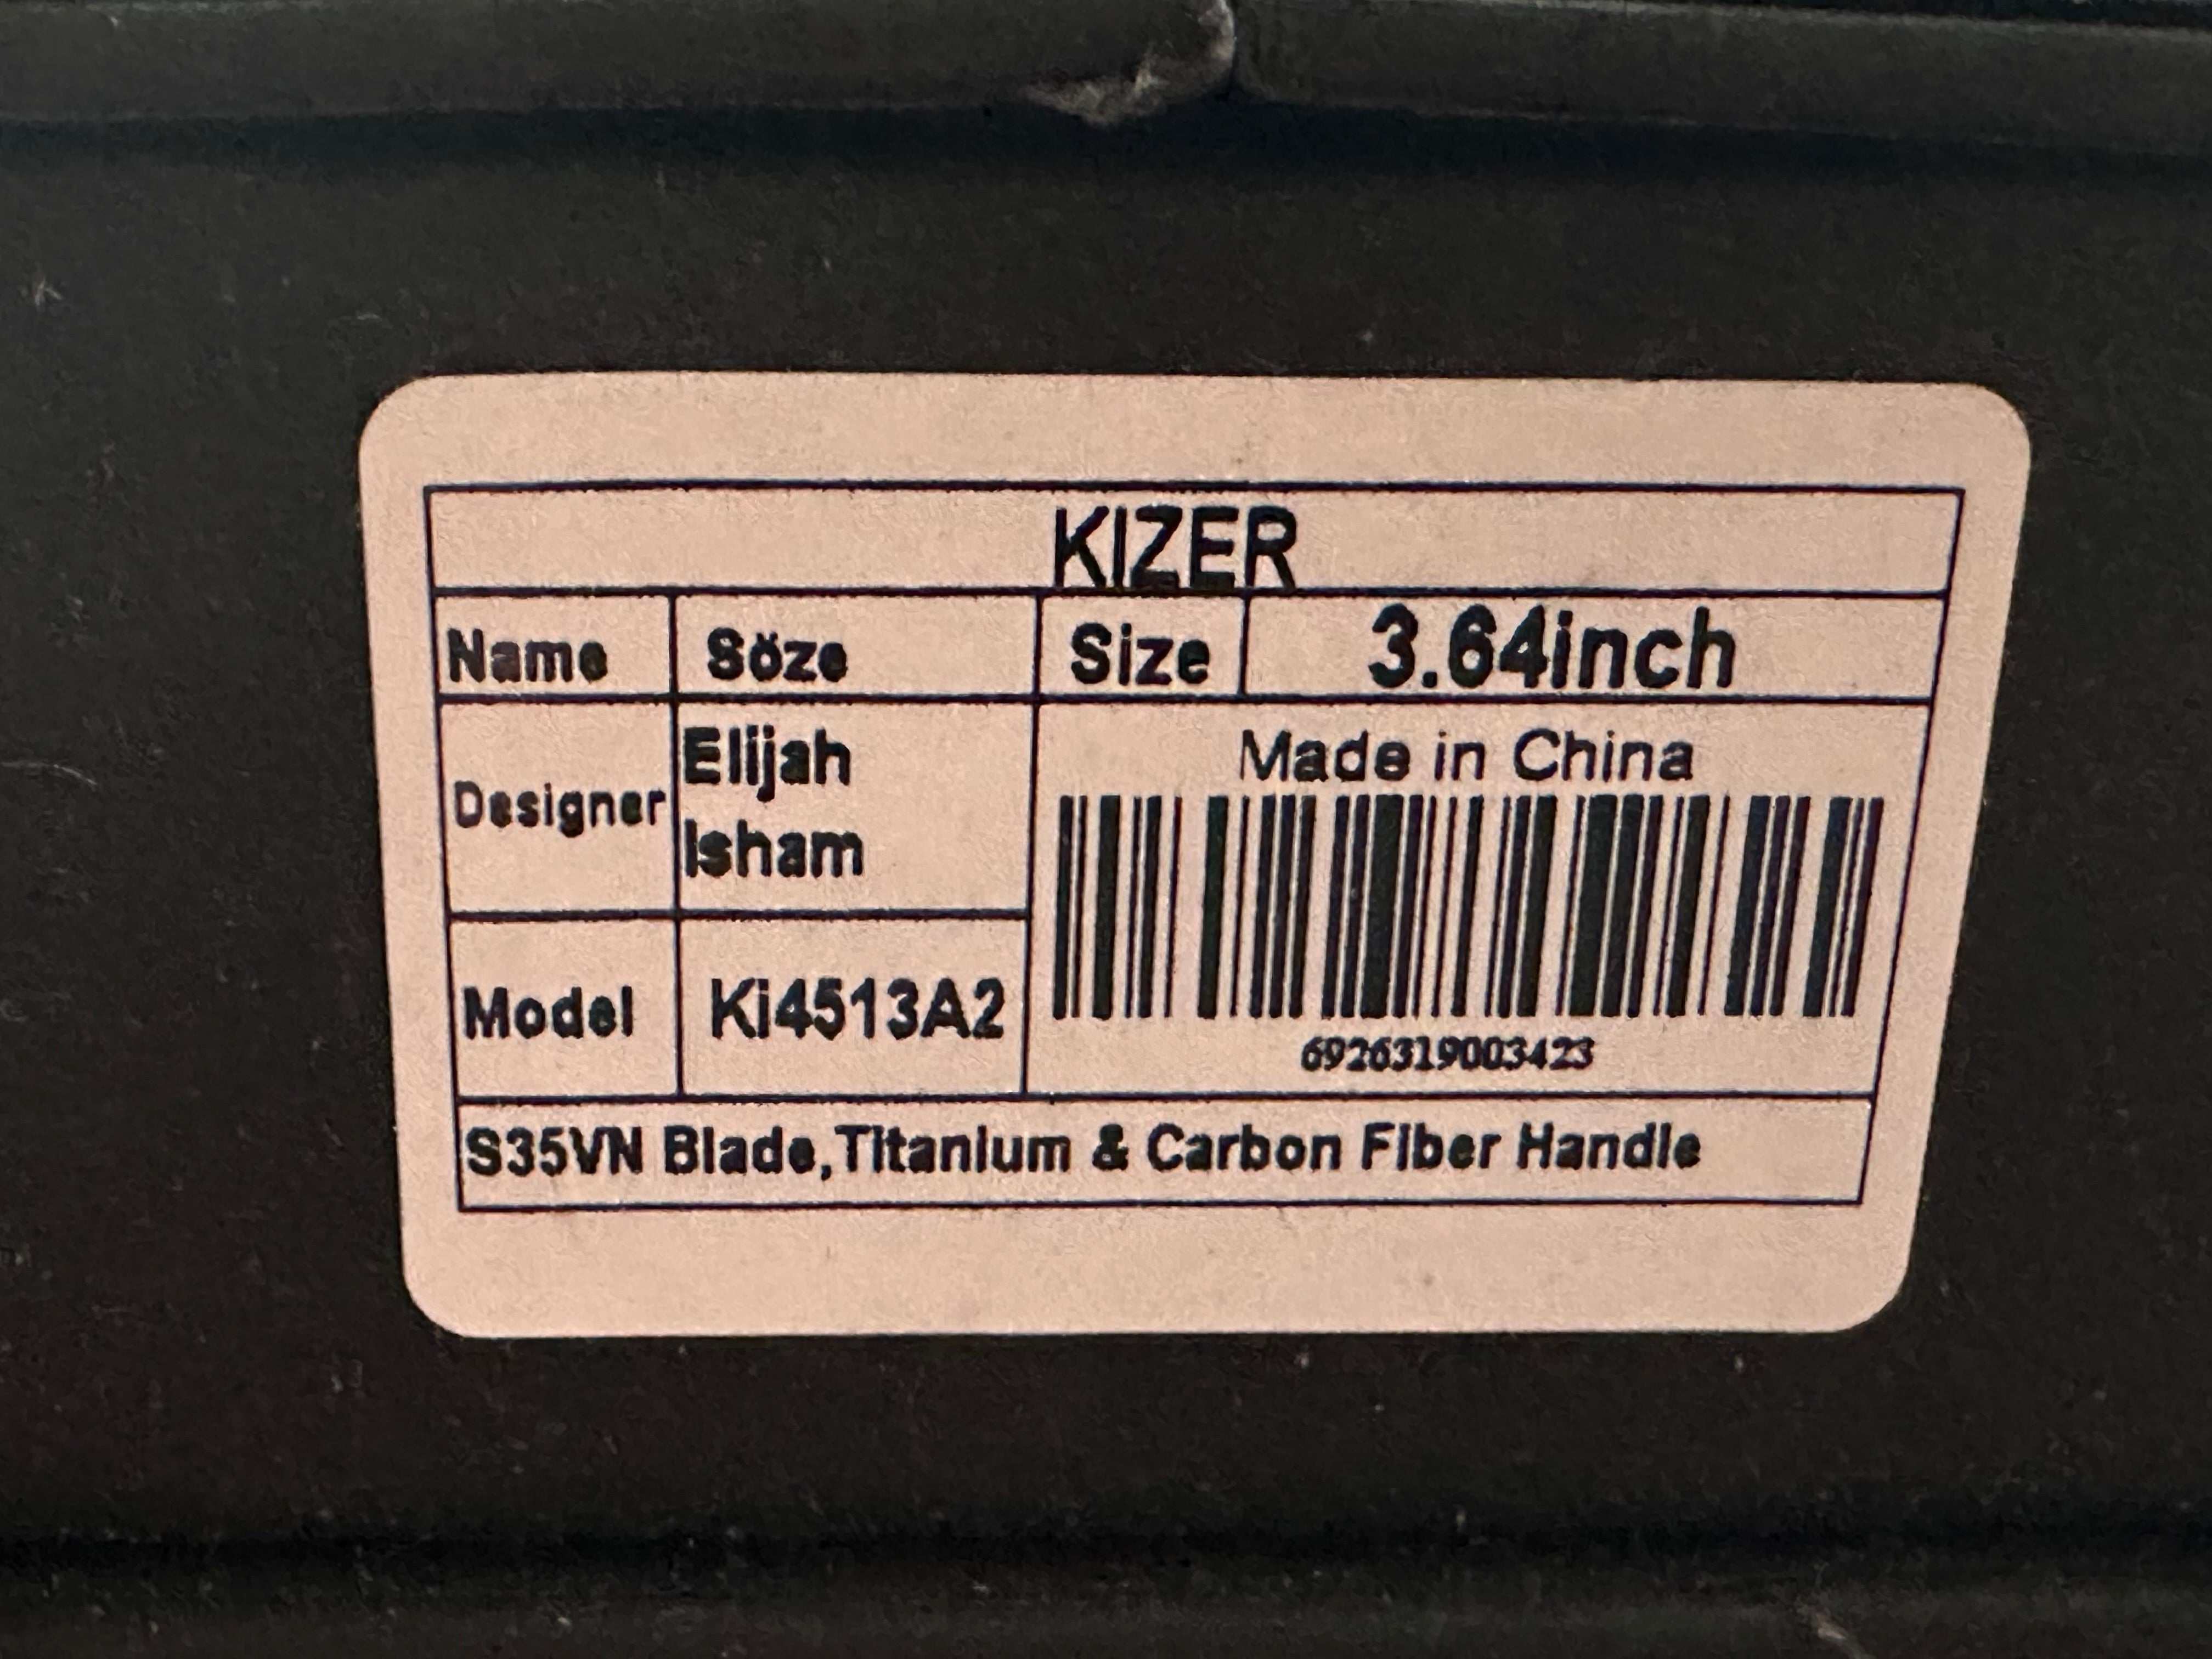 KIZER
Name Söze Size 3.64inch
Designer Elijah
Isham
Made in China
6926319003423
Model Ki4513A2
S35VN Blade,Titanium & Carbon Fiber Handle